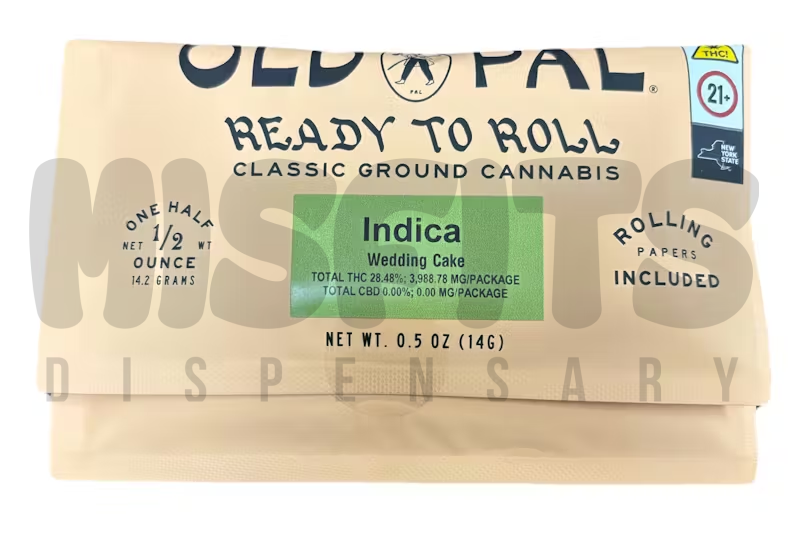 OLD PAL®
PAL
READY TO ROLL
CLASSIC GROUND CANNABIS
THC!
21+
NEW
YORK
STATE
ONE HALF
NET 1/2 WT
OUNCE
14.2 GRAMS
Indica
Wedding Cake
TOTAL THC 28.48%; 3,988.78 MG/PACKAGE
TOTAL CBD 0.00%; 0.00 MG/PACKAGE
ROLLING
PAPERS
INCLUDED
NET WT. 0.5 OZ (14G)
MISFITS
DISPENSARY